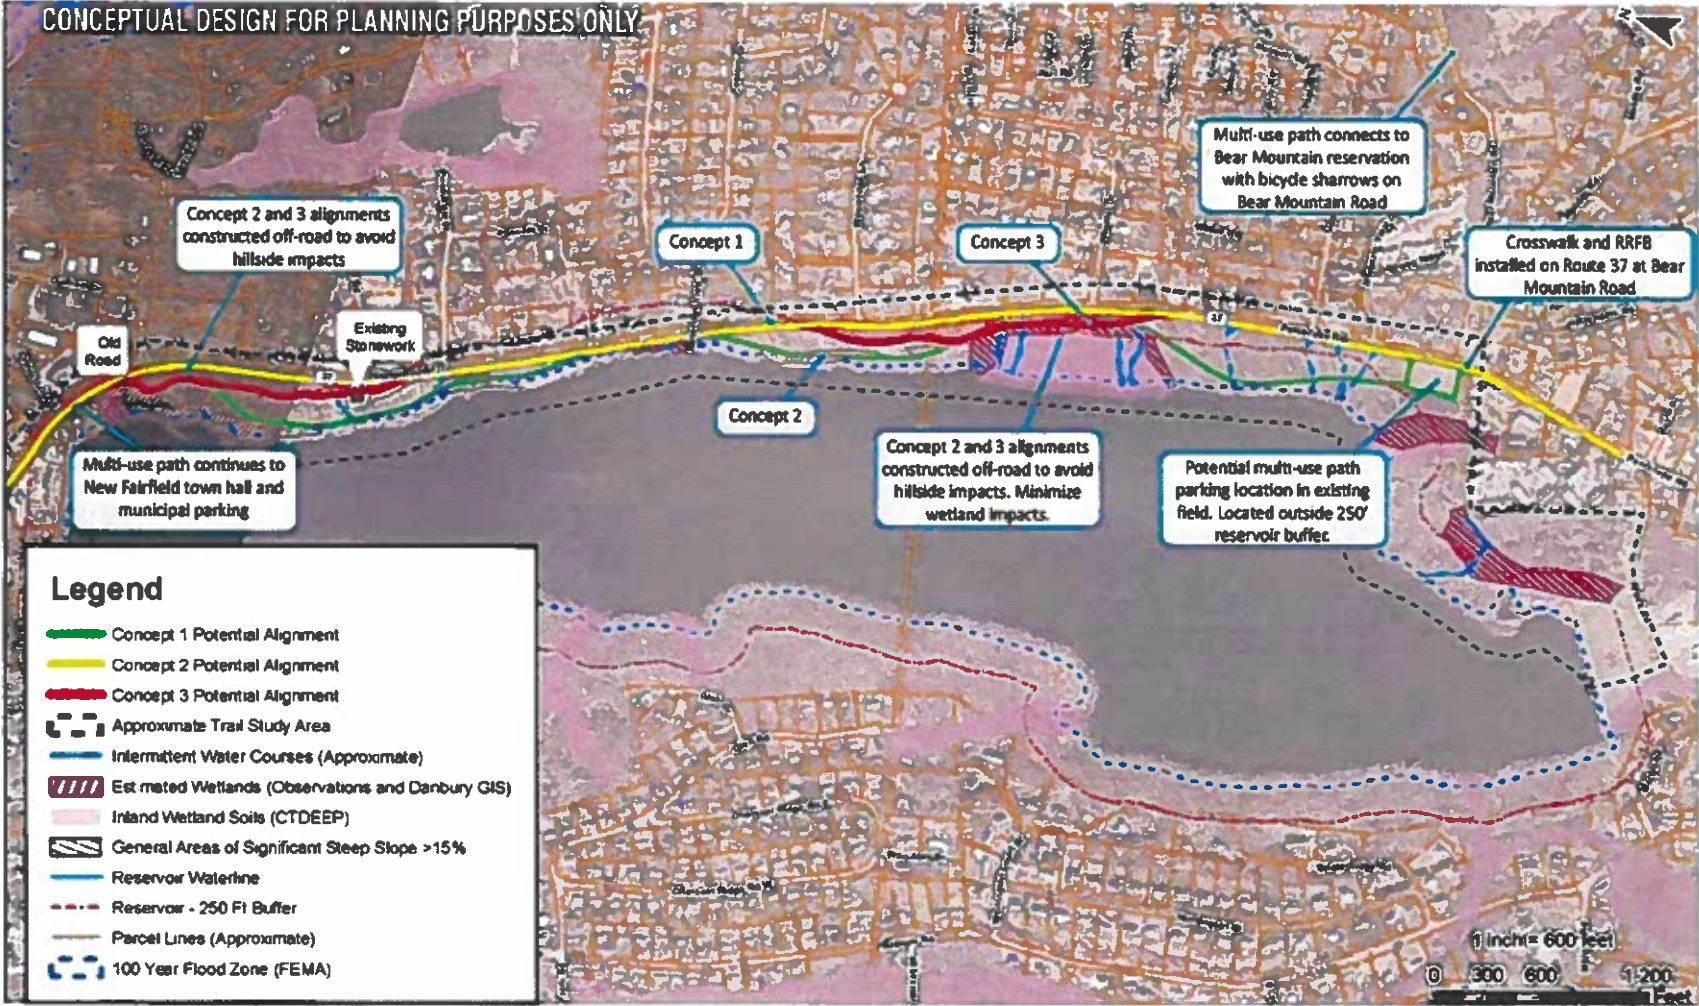 CONCEPTUAL DESIGN FOR PLANNING PURPOSES ONLY
N
Multi-use path connects to
Bear Mountain reservation
with bicycle sharrows on
Bear Mountain Road
Concept 2 and 3 alignments
constructed off-road to avoid
hillside impacts
Concept 1
Concept 3
Crosswalk and RRFB
installed on Route 37 at Bear
Mountain Road
Old
Road
Existing
Stonework
37
37
Concept 2
Multi-use path continues to
New Fairfield town hall and
municipal parking
Concept 2 and 3 alignments
constructed off-road to avoid
hillside impacts. Minimize
wetland impacts.
Potential multi-use path
parking location in existing
field. Located outside 250'
reservoir buffer.
Legend
Concept 1 Potential Alignment
Concept 2 Potential Alignment
Concept 3 Potential Alignment
Approximate Trail Study Area
Intermittent Water Courses (Approximate)
Estimated Wetlands (Observations and Danbury GIS)
Inland Wetland Soils (CTDEEP)
General Areas of Significant Steep Slope >15%
Reservoir Waterline
Reservoir - 250 Ft Buffer
Parcel Lines (Approximate)
100 Year Flood Zone (FEMA)
1 inch = 600 feet
0 300 600 1,200
Feet